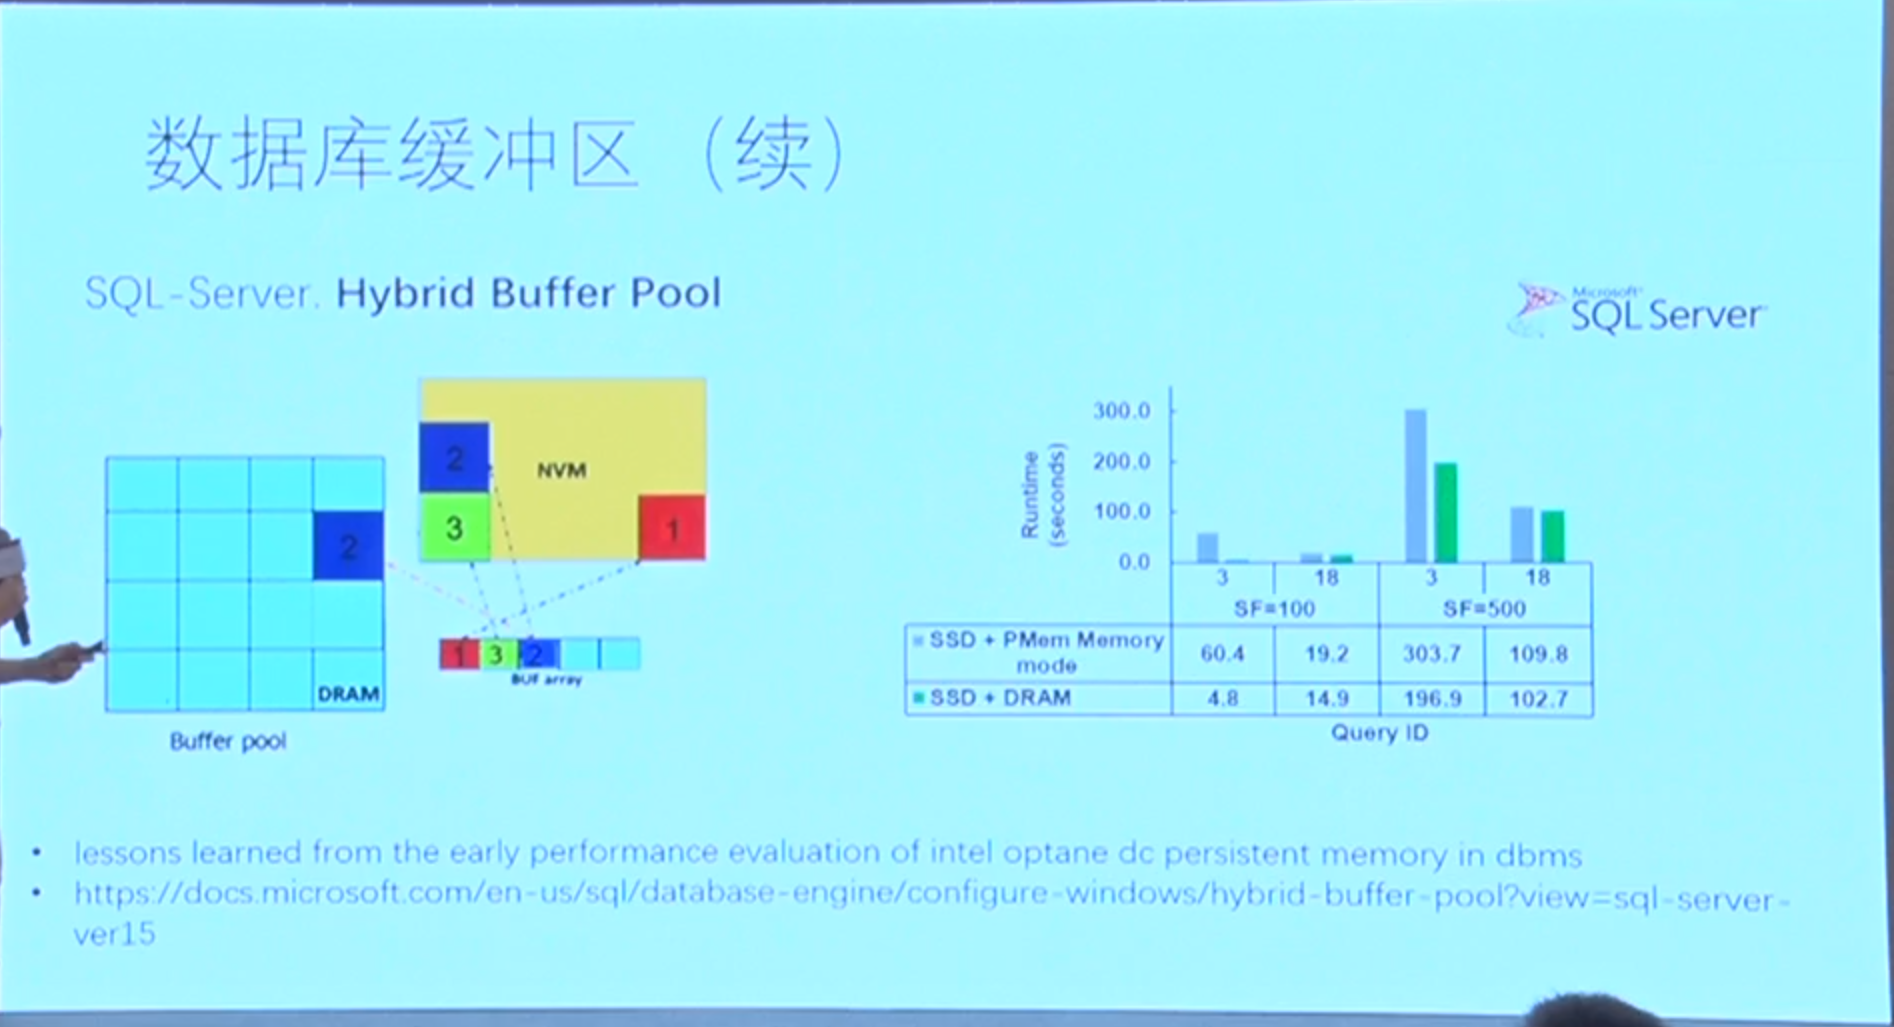 数据库缓冲区（续）
SQL-Server. Hybrid Buffer Pool
Microsoft
SQL Server
2
NVM
3
1
2
DRAM
Buffer pool
1 3 2
BUF array
Runtime
(seconds)
300.0
200.0
100.0
0.0
3 18 3 18
SF=100 SF=500
SSD + PMem Memory
mode
60.4 19.2 303.7 109.8
SSD + DRAM 4.8 14.9 196.9 102.7
Query ID
• lessons learned from the early performance evaluation of intel optane dc persistent memory in dbms
• https://docs.microsoft.com/en-us/sql/database-engine/configure-windows/hybrid-buffer-pool?view=sql-server-
ver15